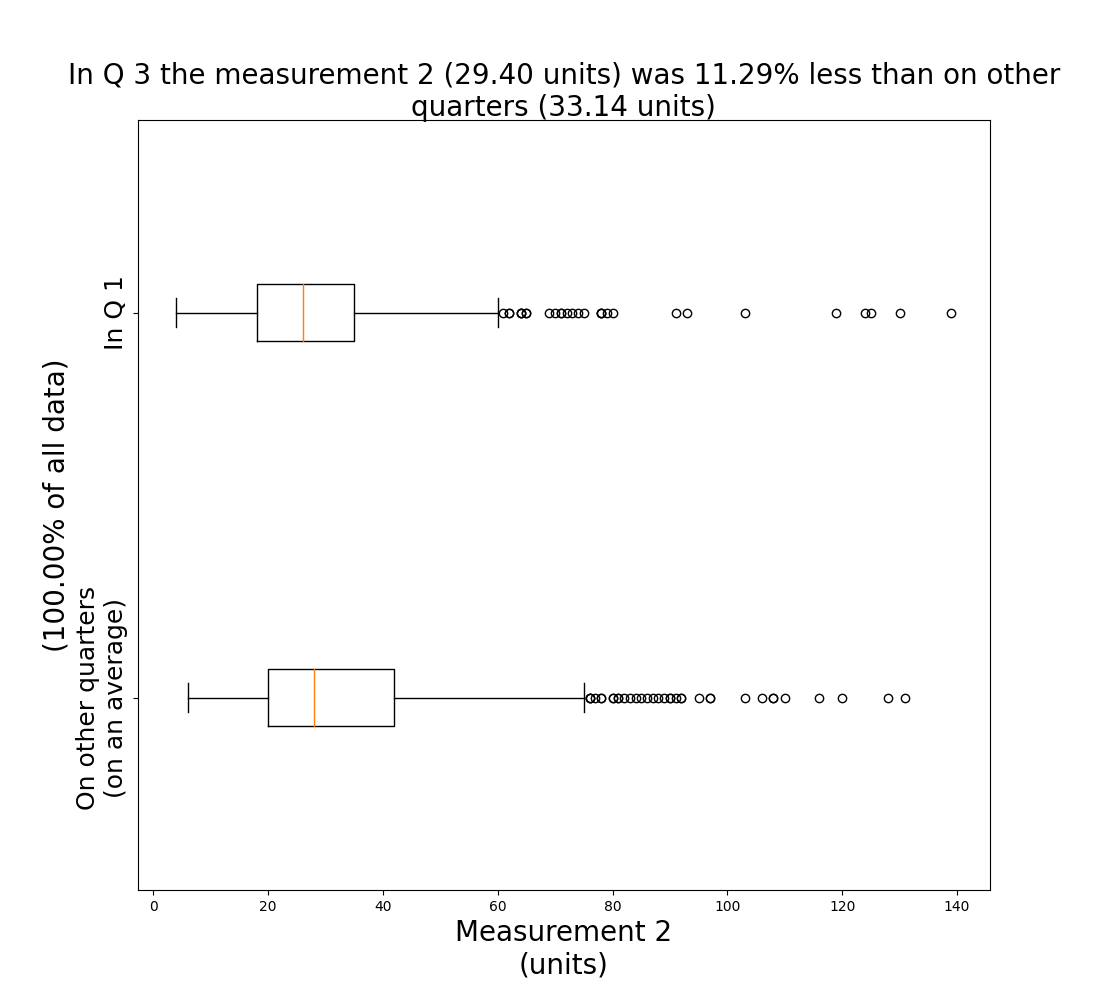 In Q 3 the measurement 2 (29.40 units) was 11.29% less than on other
quarters (33.14 units)
(100.00% of all data)
In Q 1
On other quarters
(on an average)
0 20 40 60 80 100 120 140
Measurement 2
(units)